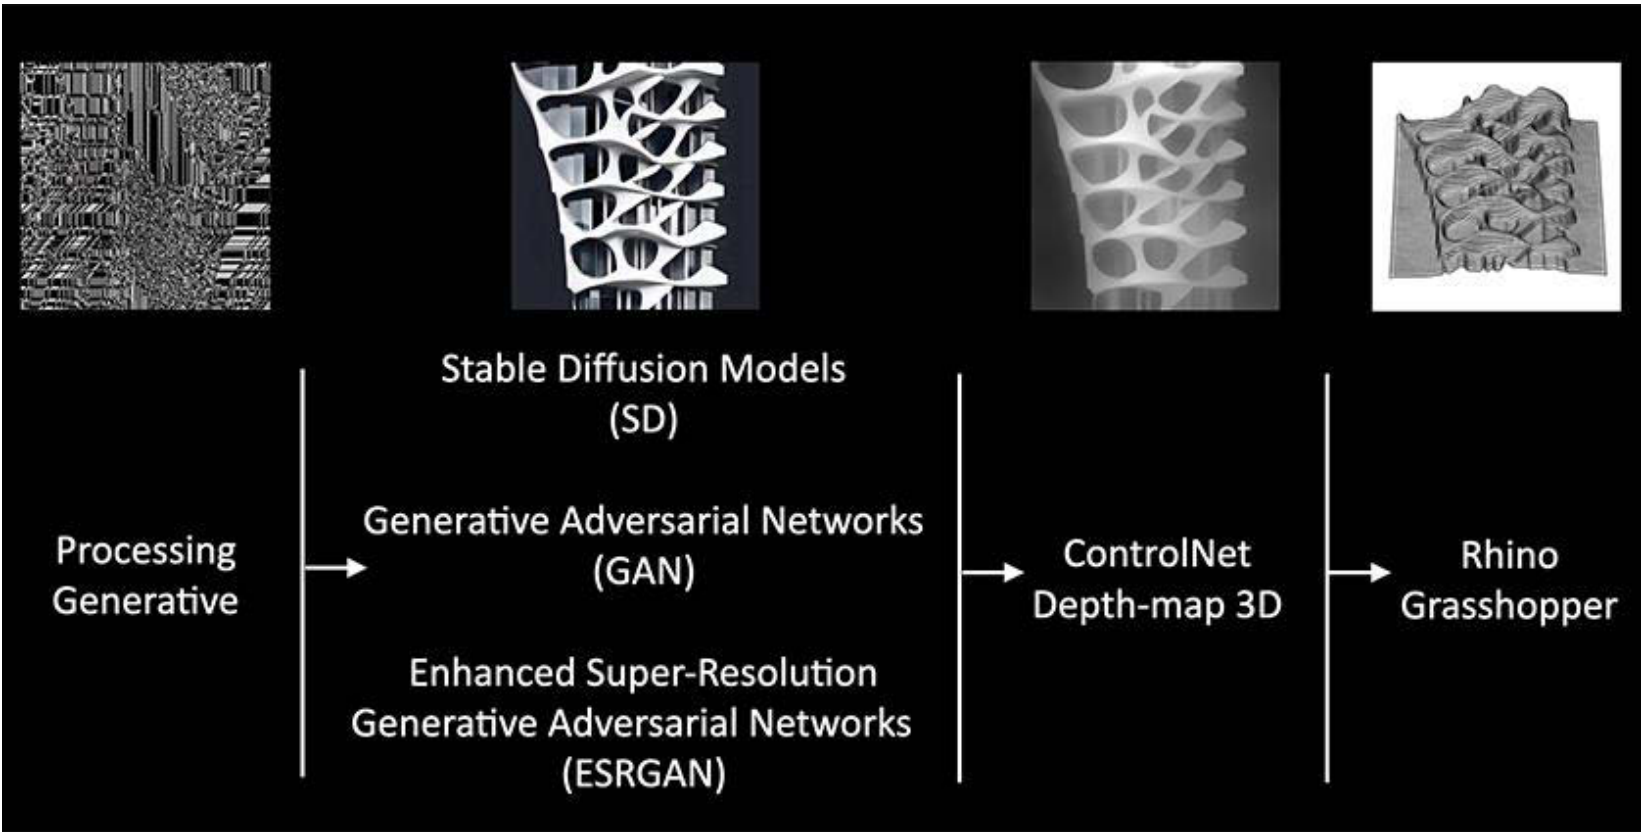 Processing
Generative
Stable Diffusion Models
(SD)
Generative Adversarial Networks
(GAN)
Enhanced Super-Resolution
Generative Adversarial Networks
(ESRGAN)
ControlNet
Depth-map 3D
Rhino
Grasshopper